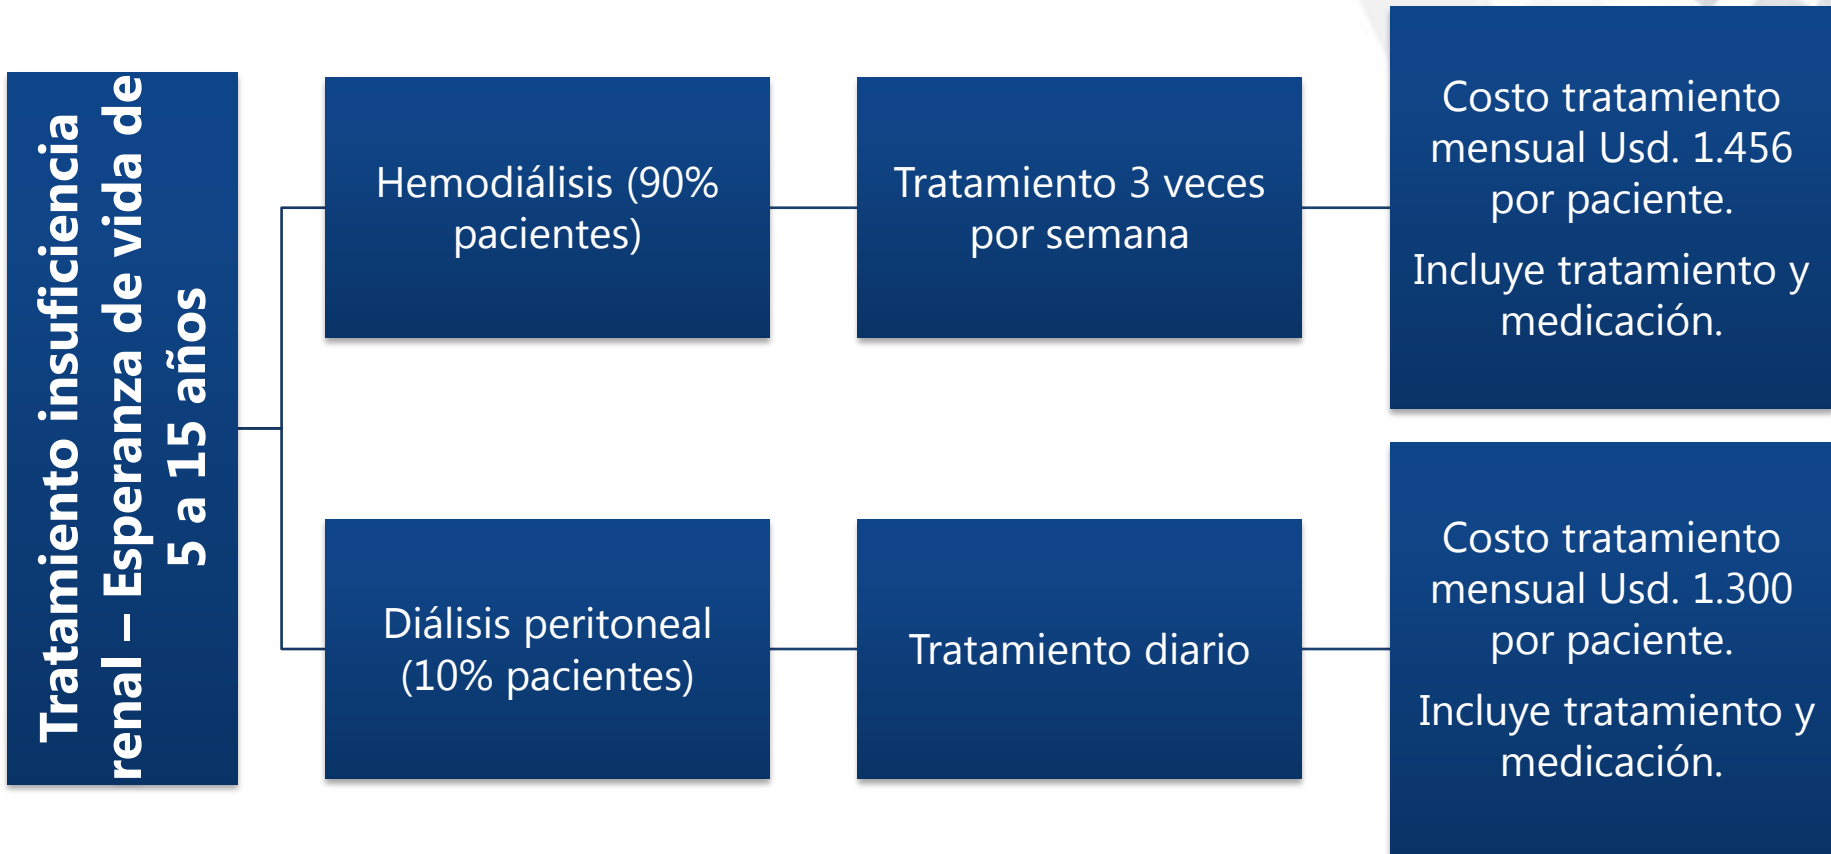 Tratamiento insuficiencia
renal – Esperanza de vida de
5 a 15 años
Hemodiálisis (90%
pacientes)
Tratamiento 3 veces
por semana
Costo tratamiento
mensual Usd. 1.456
por paciente.
Incluye tratamiento y
medicación.
Diálisis peritoneal
(10% pacientes)
Tratamiento diario
Costo tratamiento
mensual Usd. 1.300
por paciente.
Incluye tratamiento y
medicación.